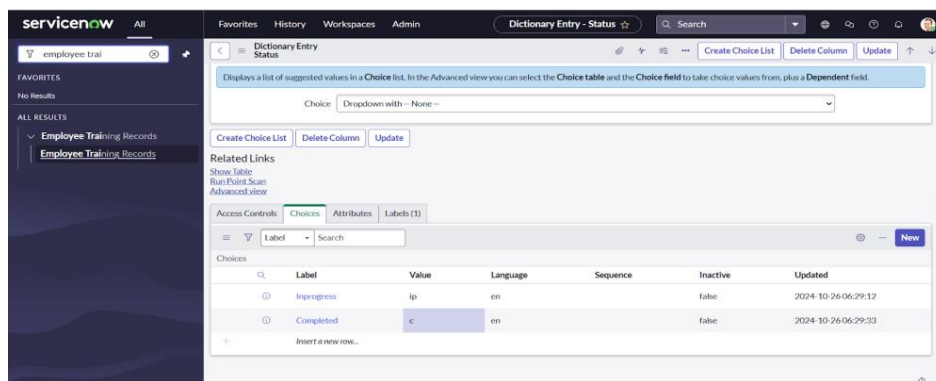 servicenow All Favorites History Workspaces Admin Dictionary Entry - Status Search
employee trai
Dictionary Entry
Status
Create Choice List Delete Column Update
FAVORITES
No Results
ALL RESULTS
Employee Training Records
Employee Training Records
Displays a list of suggested values in a Choice list. In the Advanced view you can select the Choice table and the Choice field to take choice values from, plus a Dependent field.
Choice Dropdown with -- None --
Create Choice List Delete Column Update
Related Links
Show Table
Run Point Scan
Advanced view
Access Controls Choices Attributes Labels (1)
Label Search New
Choices
Label Value Language Sequence Inactive Updated
Inprogress ip en false 2024-10-26 06:29:12
Completed c en false 2024-10-26 06:29:33
Insert a new row...